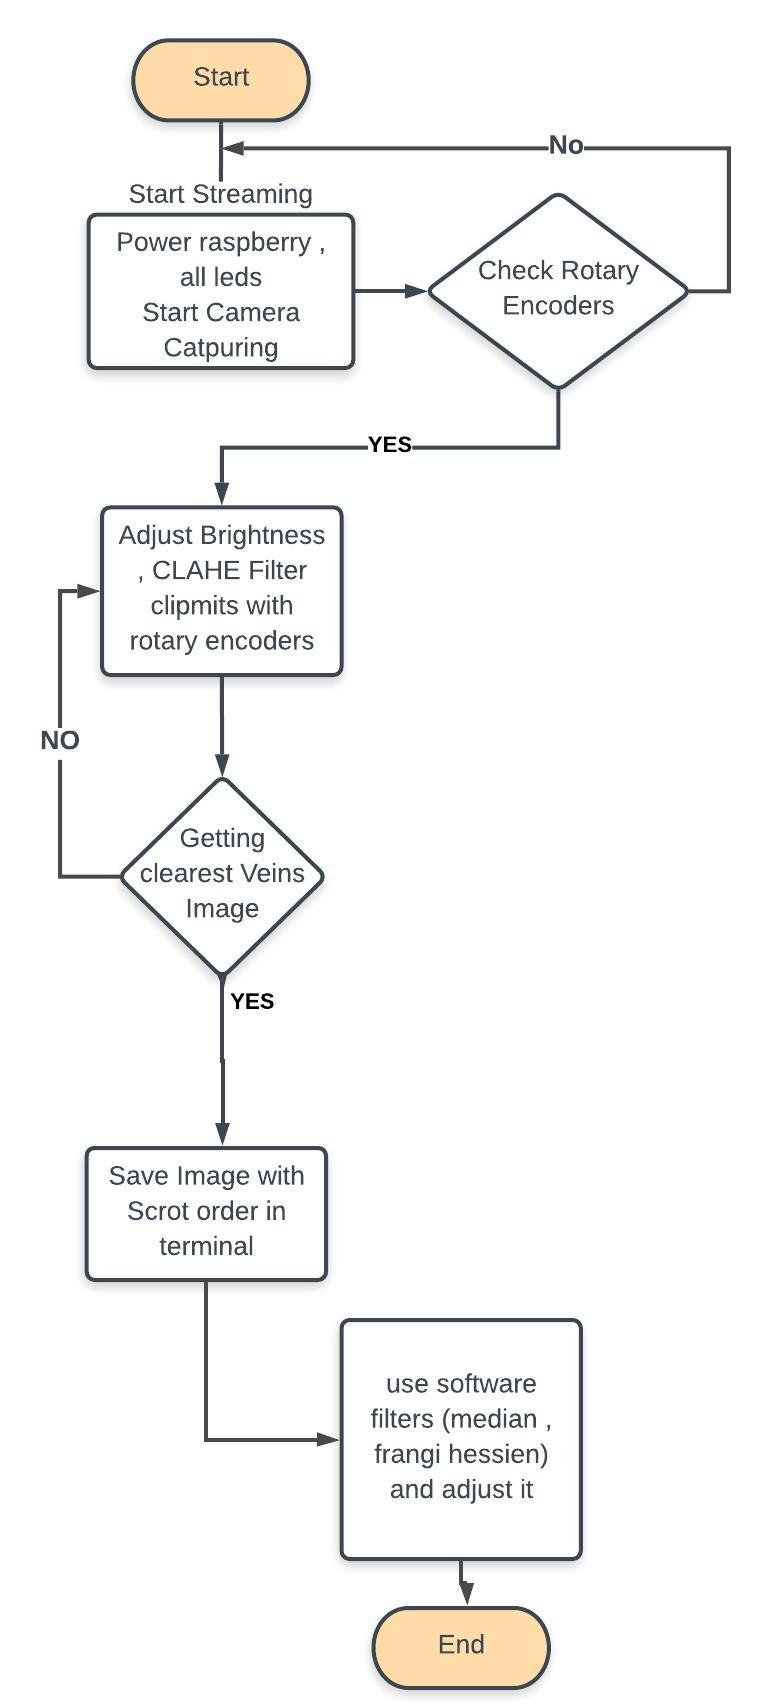 Start
No
Start Streaming
Power raspberry ,
all leds
Start Camera
Catpuring
Check Rotary
Encoders
YES
Adjust Brightness
, CLAHE Filter
clipmits with
rotary encoders
NO
Getting
clearest Veins
Image
YES
Save Image with
Scrot order in
terminal
use software
filters (median ,
frangi hessien)
and adjust it
End